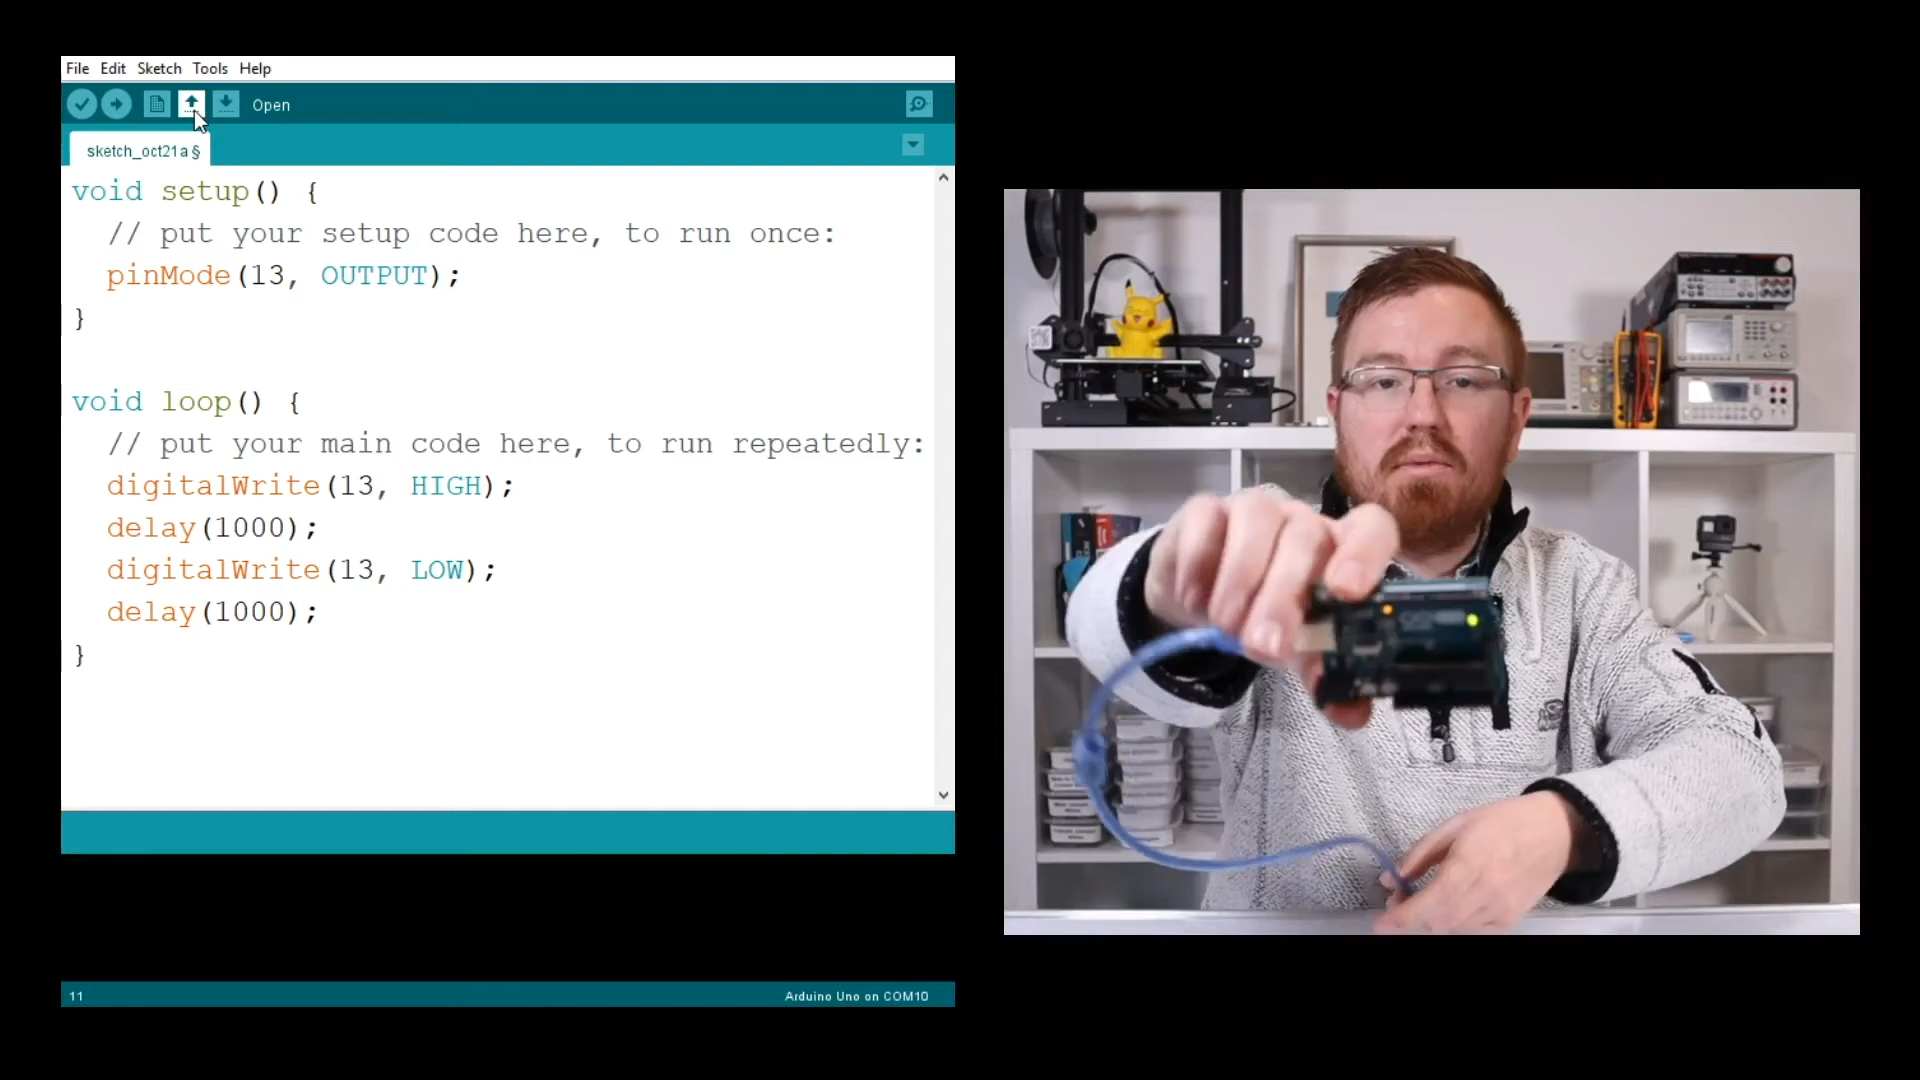 File Edit Sketch Tools Help
Open
sketch_oct21a §
void setup() {
// put your setup code here, to run once:
pinMode(13, OUTPUT);
}
void loop() {
// put your main code here, to run repeatedly:
digitalWrite(13, HIGH);
delay(1000);
digitalWrite(13, LOW);
delay(1000);
}
11
Arduino Uno on COM10